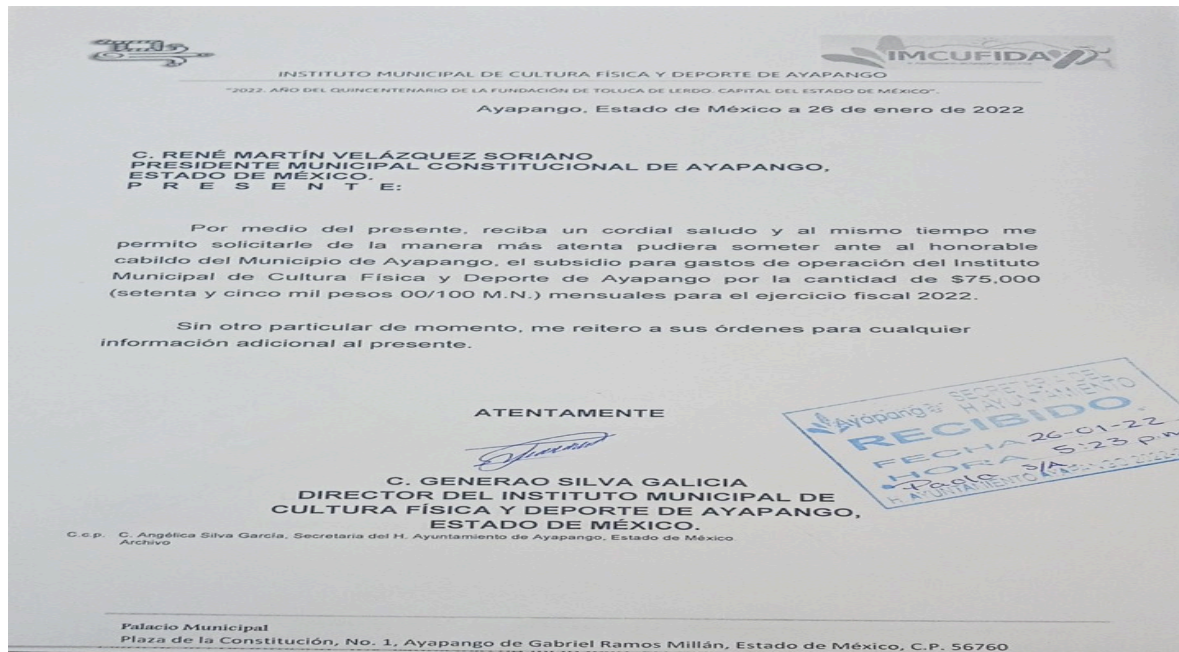 IMCUFIDAY
INSTITUTO MUNICIPAL DE CULTURA FÍSICA Y DEPORTE DE AYAPANGO
"2022. AÑO DEL QUINCENTENARIO DE LA FUNDACIÓN DE TOLUCA DE LERDO. CAPITAL DEL ESTADO DE MÉXICO".
Ayapango, Estado de México a 26 de enero de 2022
C. RENÉ MARTÍN VELÁZQUEZ SORIANO
PRESIDENTE MUNICIPAL CONSTITUCIONAL DE AYAPANGO,
ESTADO DE MÉXICO.
P R E S E N T E:
Por medio del presente, reciba un cordial saludo y al mismo tiempo me
permito solicitarle de la manera más atenta pudiera someter ante al honorable
cabildo del Municipio de Ayapango, el subsidio para gastos de operación del Instituto
Municipal de Cultura Física y Deporte de Ayapango por la cantidad de $75,000
(setenta y cinco mil pesos 00/100 M.N.) mensuales para el ejercicio fiscal 2022.
Sin otro particular de momento, me reitero a sus órdenes para cualquier
información adicional al presente.
ATENTAMENTE
C. GENERAO SILVA GALICIA
DIRECTOR DEL INSTITUTO MUNICIPAL DE
CULTURA FÍSICA Y DEPORTE DE AYAPANGO,
ESTADO DE MÉXICO.
Ayapango SECRETARÍA DEL
H. AYUNTAMIENTO
RECIBIDO
FECHA 26-01-22
HORA 5:23 p.m
Paola S/A
H. AYUNTAMIENTO AYAPANGO
C.c.p. C. Angélica Silva García, Secretaria del H. Ayuntamiento de Ayapango, Estado de México
Archivo
Palacio Municipal
Plaza de la Constitución, No. 1, Ayapango de Gabriel Ramos Millán, Estado de México, C.P. 56760